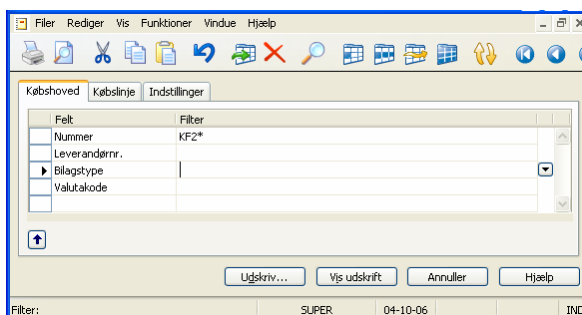 Filer Rediger Vis Funktioner Vindue Hjælp
Købshoved Købslinje Indstillinger
Felt Filter
Nummer KF2*
Leverandørnr.
Bilagstype
Valutakode
Udskriv... Vis udskrift Annuller Hjælp
Filter: SUPER 04-10-06 IND